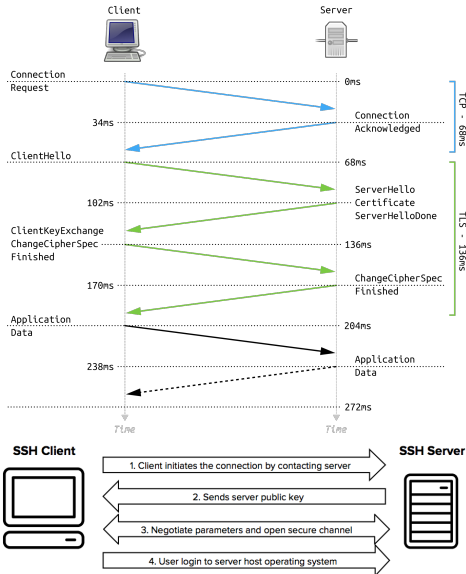 Client
Server
Connection
Request
0ms
34ms
Connection
Acknowledged
TCP - 68ms
ClientHello
68ms
102ms
ServerHello
Certificate
ServerHelloDone
TLS - 136ms
ClientKeyExchange
ChangeCipherSpec
Finished
136ms
170ms
ChangeCipherSpec
Finished
Application
Data
204ms
238ms
Application
Data
272ms
Time
Time
SSH Client
SSH Server
1. Client initiates the connection by contacting server
2. Sends server public key
3. Negotiate parameters and open secure channel
4. User login to server host operating system